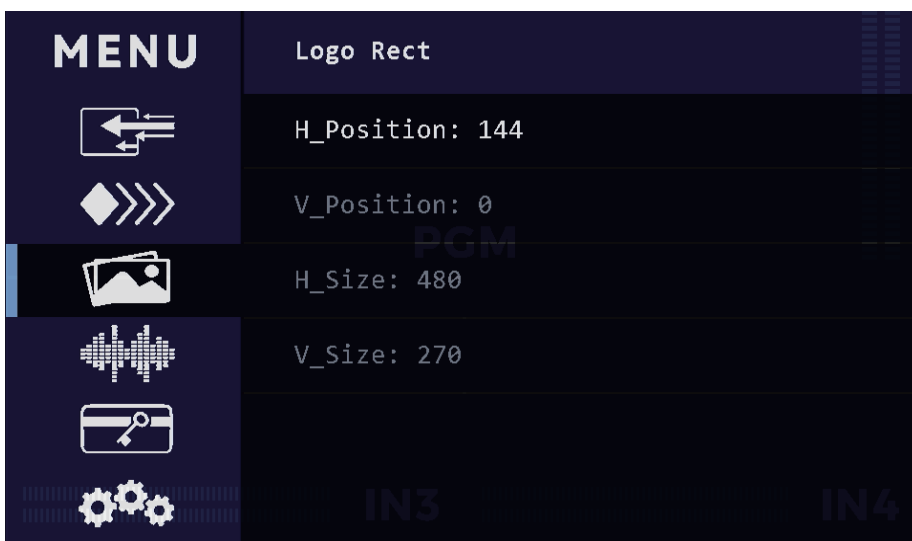 MENU
Logo Rect
H_Position: 144
V_Position: 0
PGM
H_Size: 480
V_Size: 270
IN3
IN4